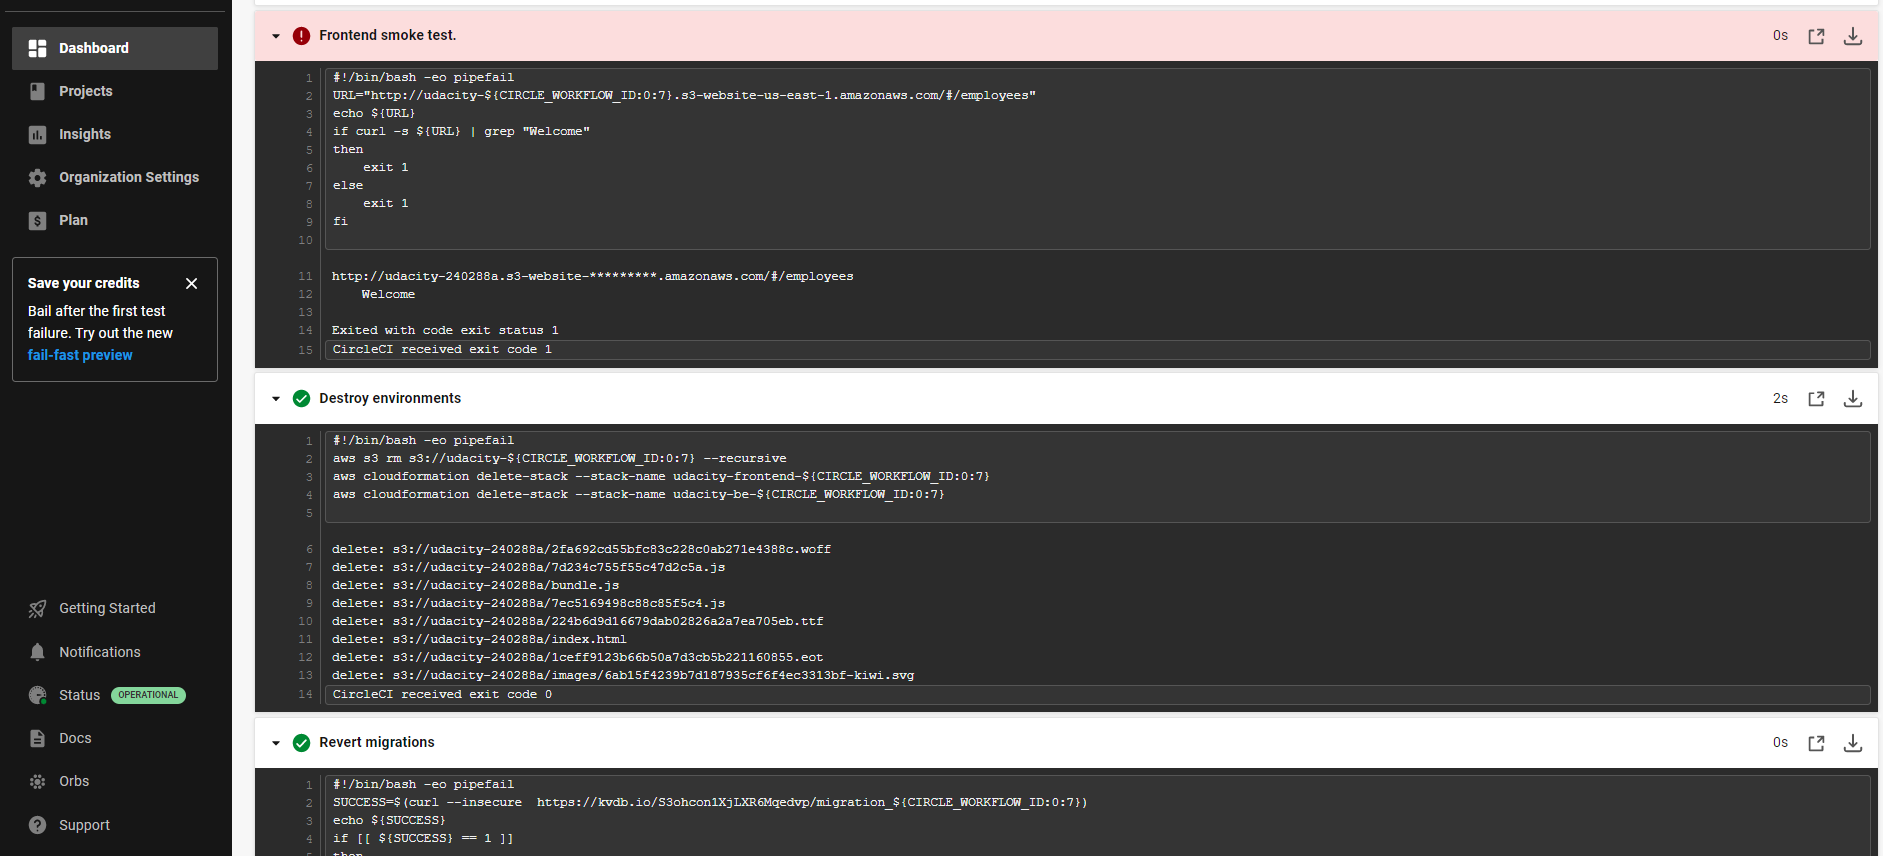 Dashboard
Projects
Insights
Organization Settings
Plan
Save your credits
Bail after the first test
failure. Try out the new
fail-fast preview
Getting Started
Notifications
Status OPERATIONAL
Docs
Orbs
Support
Frontend smoke test.
0s
1 #!/bin/bash -eo pipefail
2 URL="http://udacity-${CIRCLE_WORKFLOW_ID:0:7}.s3-website-us-east-1.amazonaws.com/#/employees"
3 echo ${URL}
4 if curl -s ${URL} | grep "Welcome"
5 then
6 exit 1
7 else
8 exit 1
9 fi
10
11 http://udacity-240288a.s3-website-*********.amazonaws.com/#/employees
12 Welcome
13
14 Exited with code exit status 1
15 CircleCI received exit code 1
Destroy environments
2s
1 #!/bin/bash -eo pipefail
2 aws s3 rm s3://udacity-${CIRCLE_WORKFLOW_ID:0:7} --recursive
3 aws cloudformation delete-stack --stack-name udacity-frontend-${CIRCLE_WORKFLOW_ID:0:7}
4 aws cloudformation delete-stack --stack-name udacity-be-${CIRCLE_WORKFLOW_ID:0:7}
5
6 delete: s3://udacity-240288a/2fa692cd55bfc83c228c0ab271e4388c.woff
7 delete: s3://udacity-240288a/7d234c755f55c47d2c5a.js
8 delete: s3://udacity-240288a/bundle.js
9 delete: s3://udacity-240288a/7ec5169498c88c85f5c4.js
10 delete: s3://udacity-240288a/224b6d9d16679dab02826a2a7ea705eb.ttf
11 delete: s3://udacity-240288a/index.html
12 delete: s3://udacity-240288a/1ceff9123b66b50a7d3cb5b221160855.eot
13 delete: s3://udacity-240288a/images/6ab15f4239b7d187935cf6f4ec3313bf-kiwi.svg
14 CircleCI received exit code 0
Revert migrations
0s
1 #!/bin/bash -eo pipefail
2 SUCCESS=$(curl --insecure  https://kvdb.io/S3ohcon1XjLXR6Mqedvp/migration_${CIRCLE_WORKFLOW_ID:0:7})
3 echo ${SUCCESS}
4 if [[ ${SUCCESS} == 1 ]]
5 then